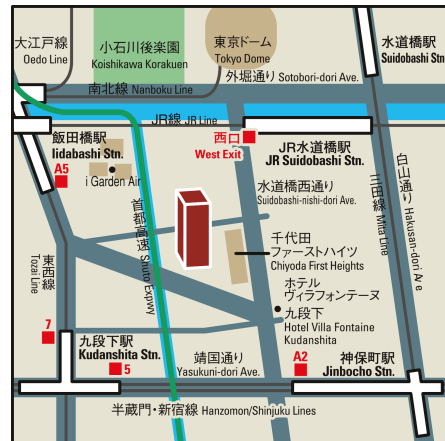 大江戸線
Oedo Line
小石川後楽園
Koishikawa Korakuen
東京ドーム
Tokyo Dome
水道橋駅
Suidobashi Stn.
外堀通り Sotobori-dori Ave.
南北線 Nanboku Line
JR線 JR Line
飯田橋駅
Iidabashi Stn.
A5
i Garden Air
西口
West Exit
JR水道橋駅
JR Suidobashi Stn.
水道橋西通り
Suidobashi-nishi-dori Ave.
白山通り Hakusan-dori Ave
三田線 Mita Line
首都高速 Shuto Expwy
千代田
ファーストハイツ
Chiyoda First Heights
東西線
Tozai Line
ホテル
ヴィラフォンテーヌ
九段下
Hotel Villa Fontaine
Kudanshita
7
九段下駅
Kudanshita Stn.
5
靖国通り
Yasukuni-dori Ave.
A2
神保町駅
Jinbocho Stn.
半蔵門・新宿線 Hanzomon/Shinjuku Lines